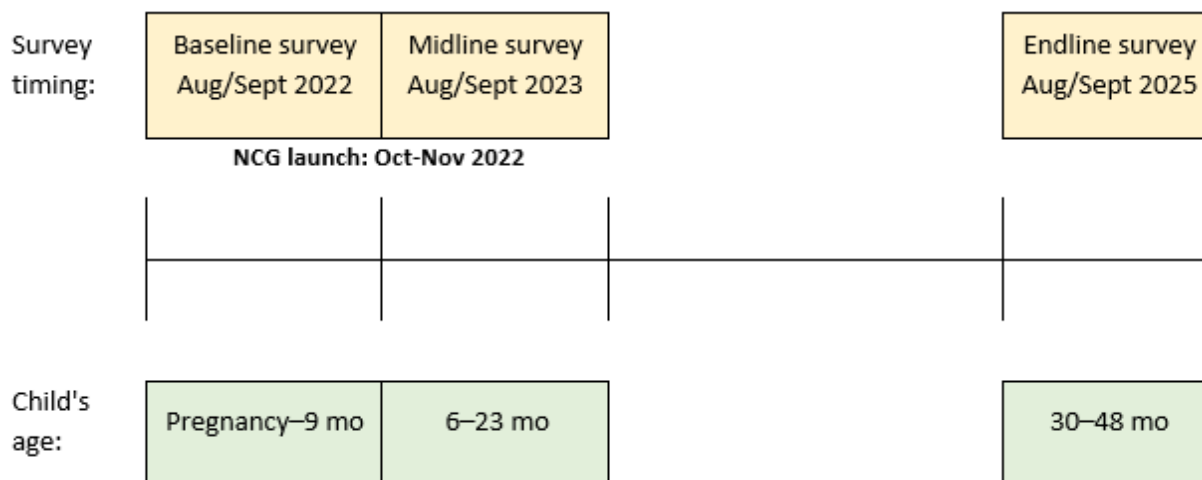 Survey
timing:
Baseline survey
Aug/Sept 2022
Midline survey
Aug/Sept 2023
Endline survey
Aug/Sept 2025
NCG launch: Oct-Nov 2022
Child's
age:
Pregnancy–9 mo
6–23 mo
30–48 mo